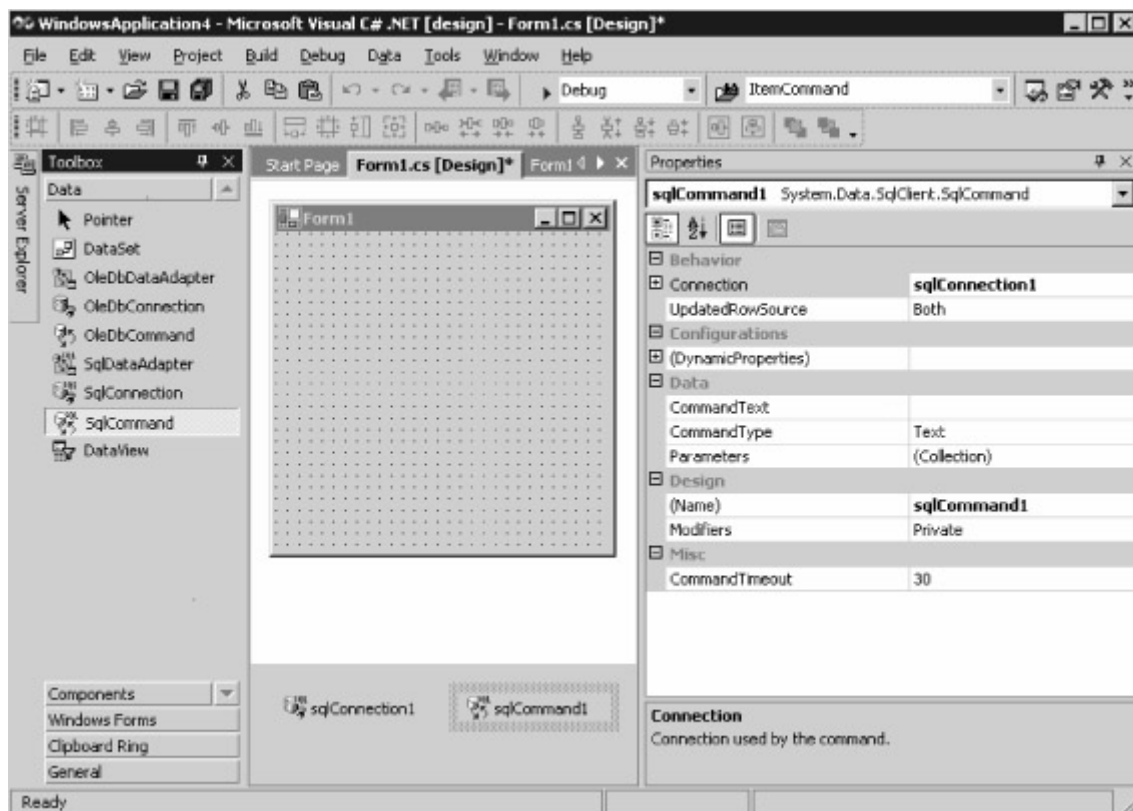 WindowsApplication4 - Microsoft Visual C# .NET [design] - Form1.cs [Design]*
File Edit View Project Build Debug Data Tools Window Help
Debug ItemCommand
Server Explorer
Toolbox
Data
Pointer
DataSet
OleDbDataAdapter
OleDbConnection
OleDbCommand
SqlDataAdapter
SqlConnection
SqlCommand
DataView
Components
Windows Forms
Clipboard Ring
General
Start Page Form1.cs [Design]* Form1
Form1
sqlConnection1 sqlCommand1
Properties
sqlCommand1 System.Data.SqlClient.SqlCommand
Behavior
Connection sqlConnection1
UpdatedRowSource Both
Configurations
(DynamicProperties)
Data
CommandText
CommandType Text
Parameters (Collection)
Design
(Name) sqlCommand1
Modifiers Private
Misc
CommandTimeout 30
Connection
Connection used by the command.
Ready